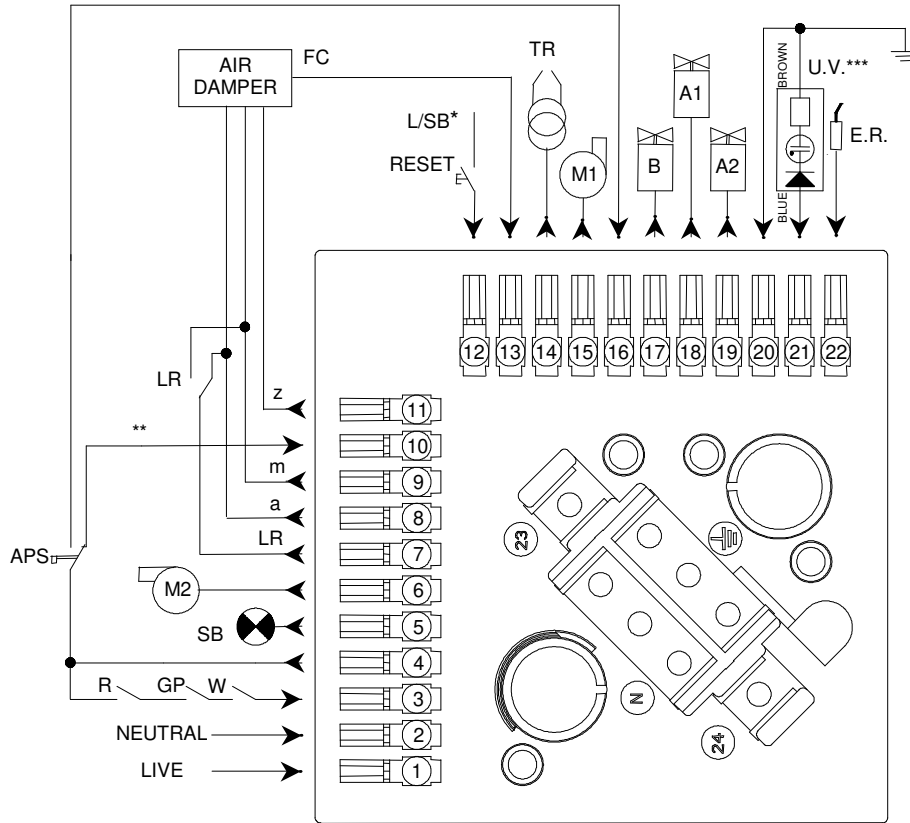 AIR
DAMPER
FC
TR
L/SB*
RESET
M1
B
A1
A2
BROWN
BLUE
U.V.***
E.R.
12 13 14 15 16 17 18 19 20 21 22
LR
z
11
**
10
m
9
a
8
LR
7
APS
M2
6
SB
5
4
R GP W
3
NEUTRAL
2
LIVE
1
23
N
24